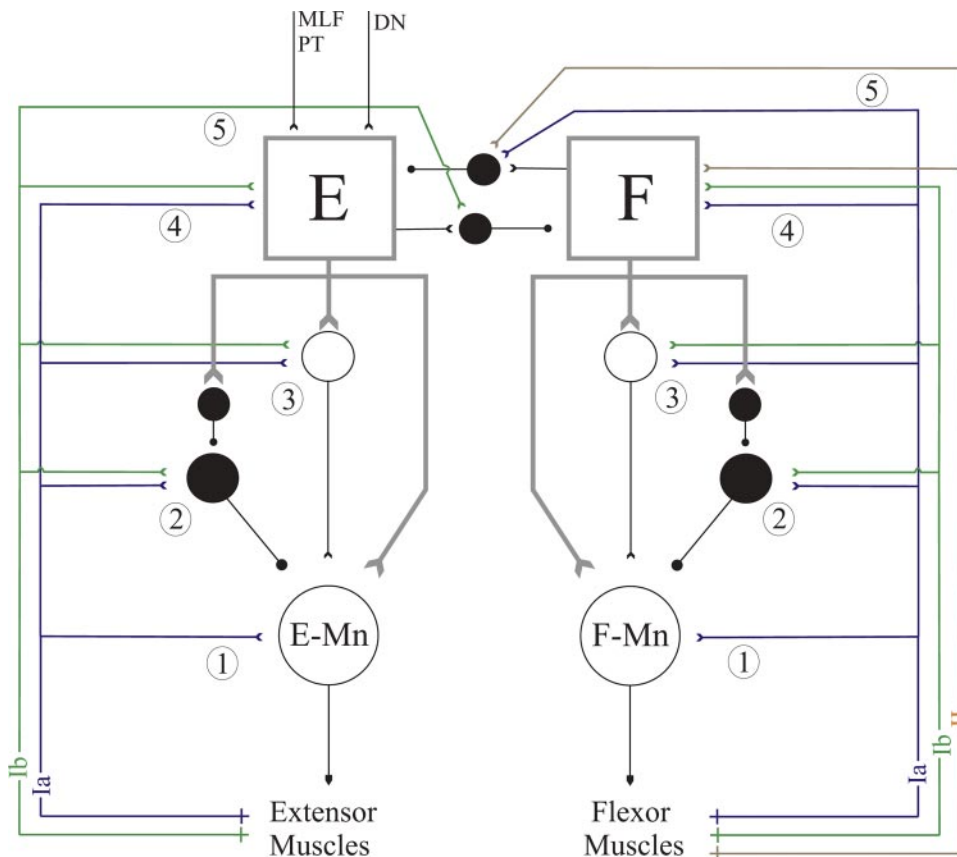 MLF
PT
DN
5
5
E
F
4
4
3
3
2
2
E-Mn
F-Mn
1
1
Ib
Ia
Ia
Ib
Extensor
Muscles
Flexor
Muscles